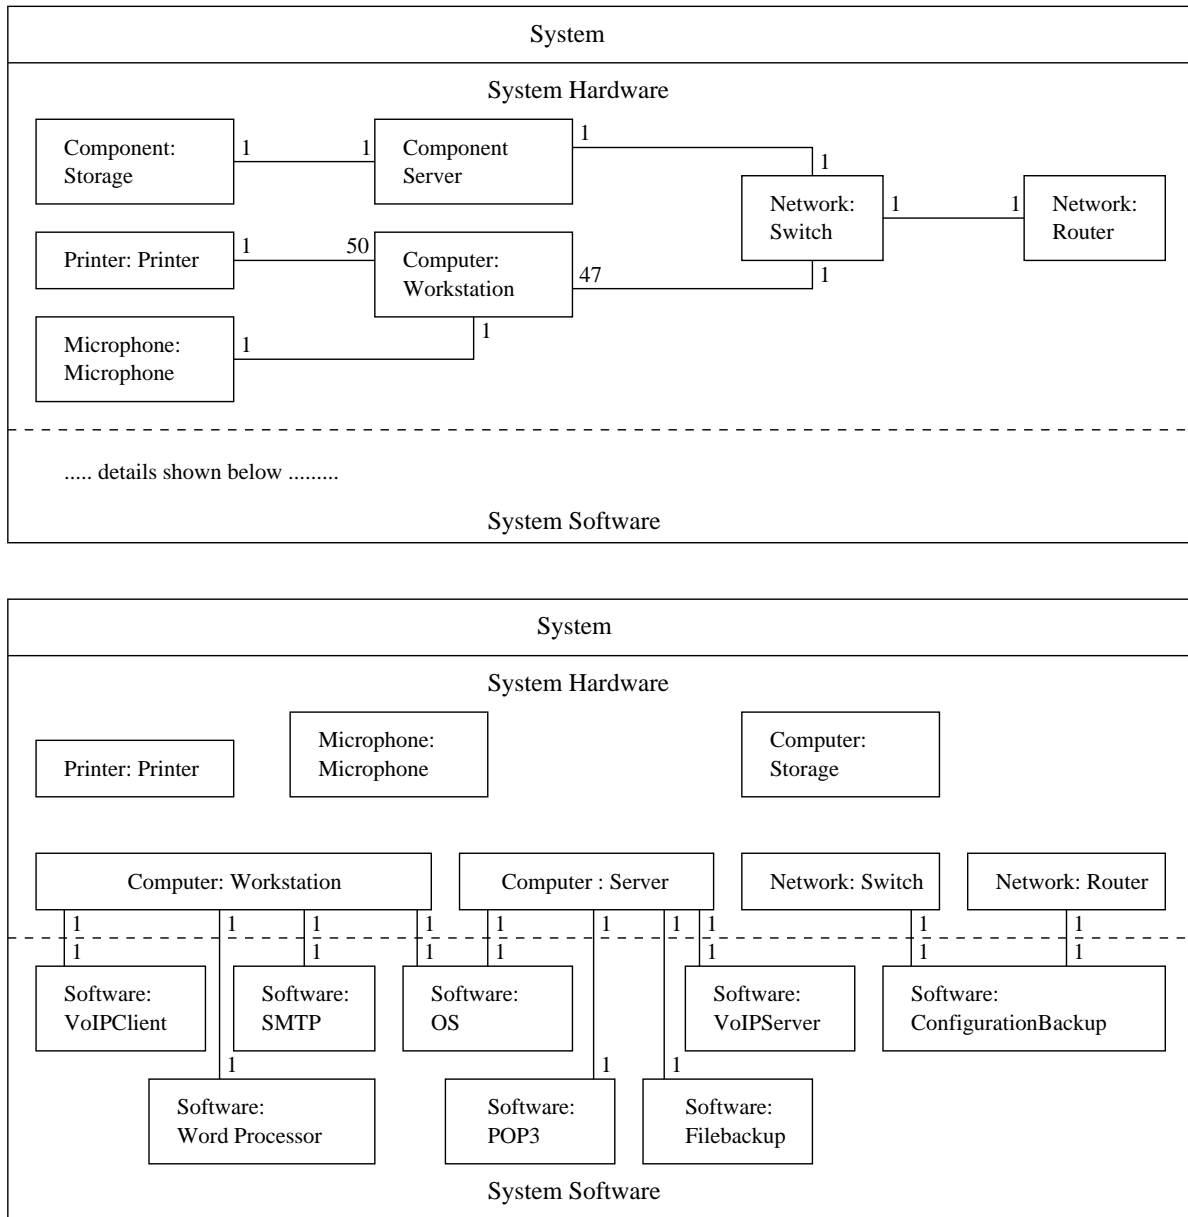 System
System Hardware
Component:
Storage
1
1
Component
Server
1
1
Network:
Switch
1
1
Network:
Router
Printer: Printer
1
50
Computer:
Workstation
47
1
Microphone:
Microphone
1
1
..... details shown below .........
System Software
System
System Hardware
Printer: Printer
Microphone:
Microphone
Computer:
Storage
Computer: Workstation
Computer : Server
Network: Switch
Network: Router
1 1 1 1 1 1 1 1 1 1
1 1 1 1 1 1 1
Software:
VoIPClient
Software:
SMTP
Software:
OS
Software:
VoIPServer
Software:
ConfigurationBackup
1 1 1
Software:
Word Processor
Software:
POP3
Software:
Filebackup
System Software